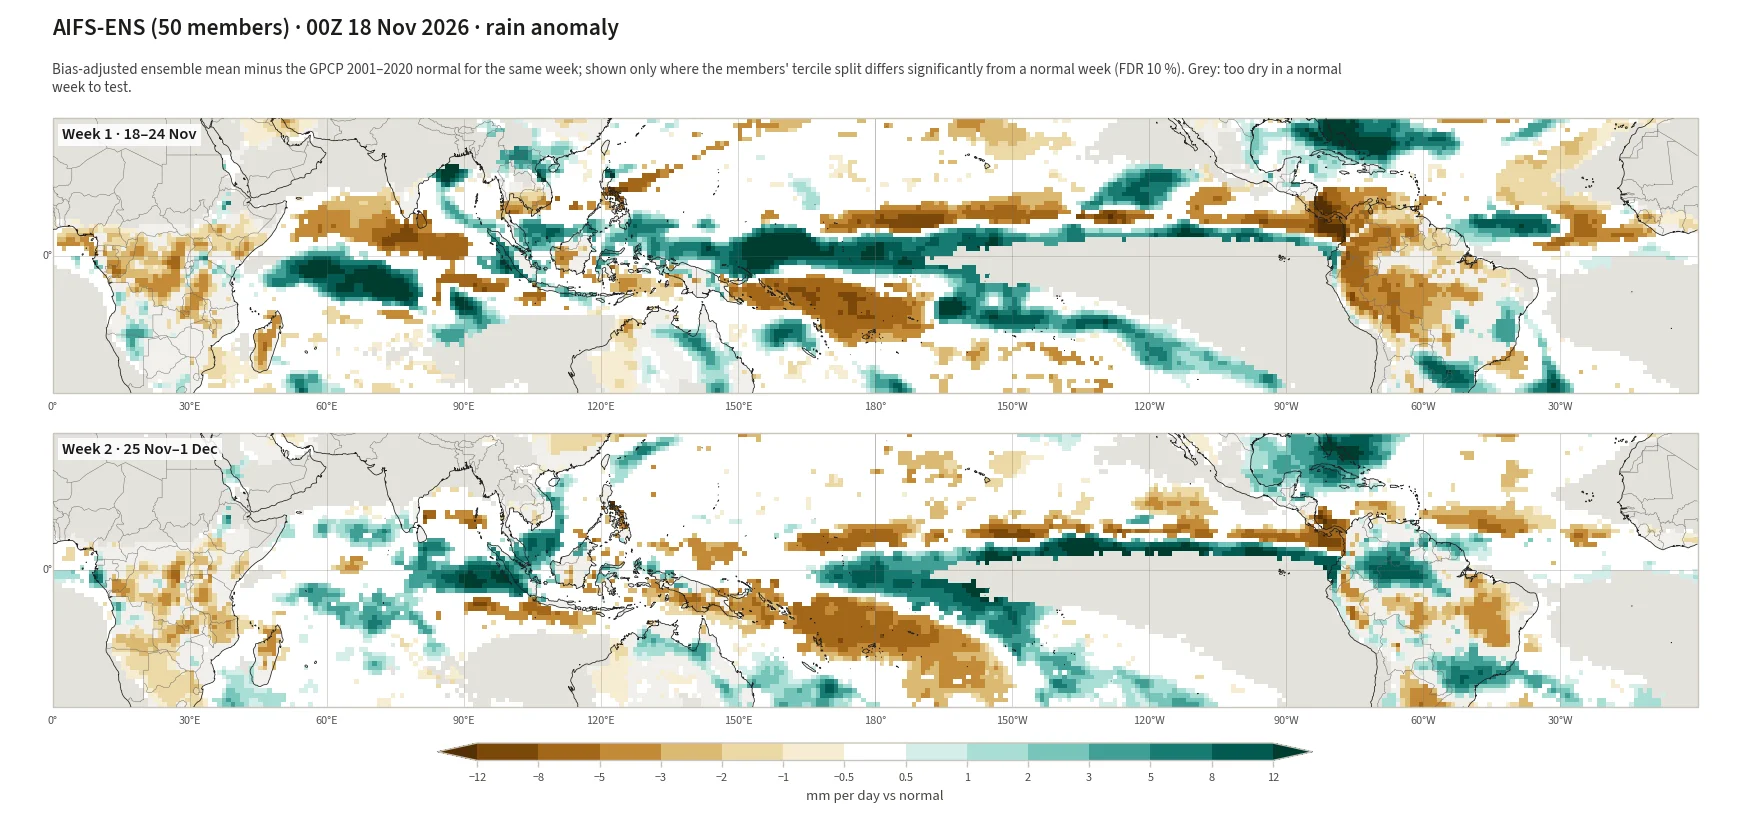 AIFS-ENS (50 members) · 00Z 18 Nov 2026 · rain anomaly
Bias-adjusted ensemble mean minus the GPCP 2001–2020 normal for the same week; shown only where the members' tercile split differs significantly from a normal week (FDR 10 %). Grey: too dry in a normal
week to test.
Week 1 · 18–24 Nov
0°
0° 30°E 60°E 90°E 120°E 150°E 180° 150°W 120°W 90°W 60°W 30°W
Week 2 · 25 Nov–1 Dec
0°
0° 30°E 60°E 90°E 120°E 150°E 180° 150°W 120°W 90°W 60°W 30°W
−12 −8 −5 −3 −2 −1 −0.5 0.5 1 2 3 5 8 12
mm per day vs normal